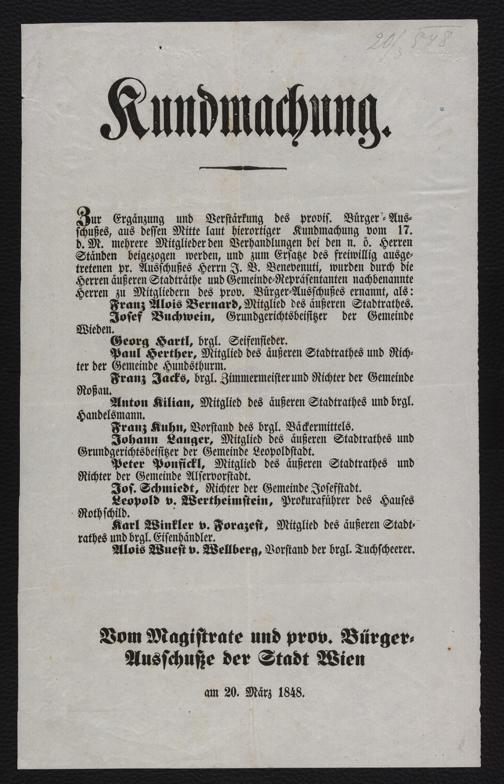 20/3 848
Kundmachung.
Zur Ergänzung und Verstärkung des provis. Bürger-Aus-
schußes, aus dessen Mitte laut hierortiger Kundmachung vom 17.
d. M. mehrere Mitglieder den Verhandlungen bei den n. ö. Herren
Ständen beigezogen werden, und zum Ersatze des freiwillig ausge-
tretenen pr. Ausschußes Herrn J. B. Benvenuti, wurden durch die
Herren äußeren Stadträthe und Gemeinde-Repräsentanten nachbenannte
Herren zu Mitgliedern des prov. Bürger-Ausschußes ernannt, als:
Franz Alois Bernard, Mitglied des äußeren Stadtrathes.
Josef Buchwein, Grundgerichtsbeisitzer der Gemeinde
Wieden.
Georg Hartl, brgl. Seifensieder.
Paul Herther, Mitglied des äußeren Stadtrathes und Rich-
ter der Gemeinde Hundsthurm.
Franz Jacks, brgl. Zimmermeister und Richter der Gemeinde
Roßau.
Anton Kilian, Mitglied des äußeren Stadtrathes und brgl.
Handelsmann.
Franz Kuhn, Vorstand des brgl. Bäckermittels.
Johann Langer, Mitglied des äußeren Stadtrathes und
Grundgerichtsbeisitzer der Gemeinde Leopoldstadt.
Peter Ponfickl, Mitglied des äußeren Stadtrathes und
Richter der Gemeinde Alservorstadt.
Jos. Schmiedt, Richter der Gemeinde Josefstadt.
Leopold v. Wertheimstein, Prokuraführer des Hauses
Rothschild.
Karl Winkler v. Forazest, Mitglied des äußeren Stadt-
rathes und brgl. Eisenhändler.
Alois Wuest v. Wellberg, Vorstand der brgl. Tuchscheerer.
Vom Magistrate und prov. Bürger-
Ausschuße der Stadt Wien
am 20. März 1848.